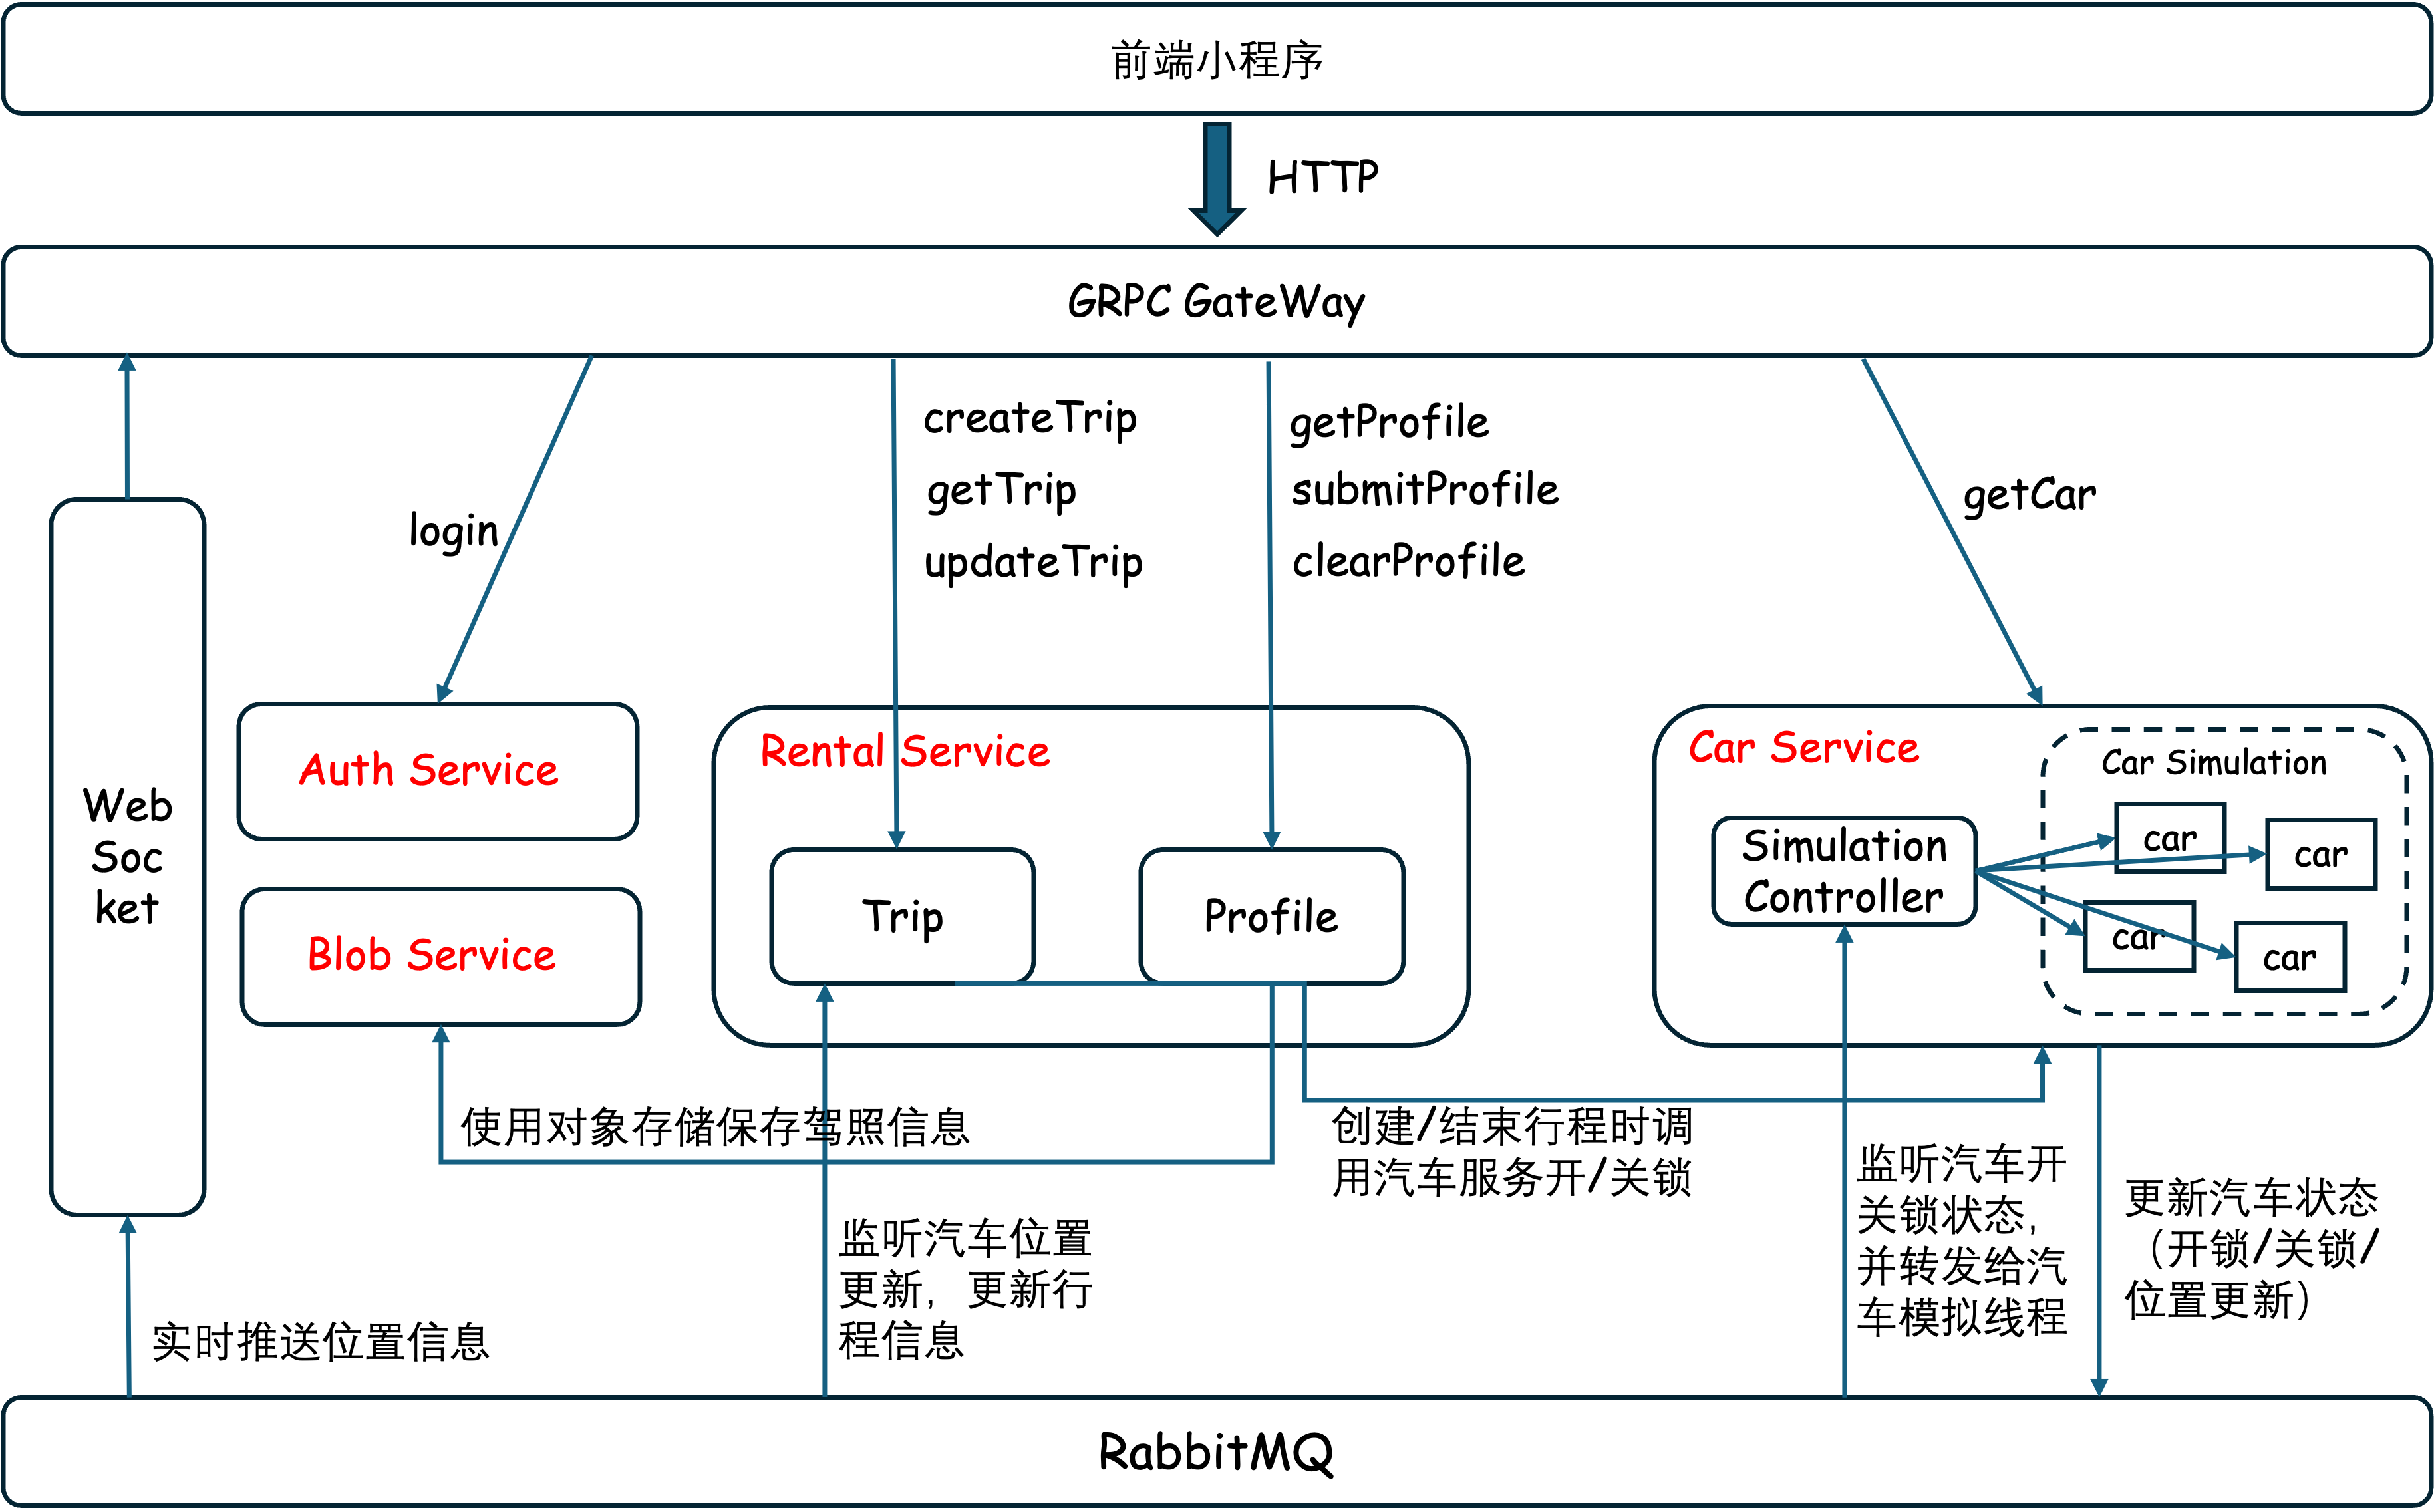 前端小程序
HTTP
GRPC GateWay
login
createTrip
getTrip
updateTrip
getProfile
submitProfile
clearProfile
getCar
Web
Soc
ket
Auth Service
Blob Service
Rental Service
Trip
Profile
Car Service
Simulation
Controller
Car Simulation
car
car
car
car
使用对象存储保存驾照信息
创建/结束行程时调
用汽车服务开/关锁
监听汽车位置
更新，更新行
程信息
监听汽车开
关锁状态，
并转发给汽
车模拟线程
更新汽车状态
（开锁/关锁/
位置更新）
实时推送位置信息
RabbitMQ